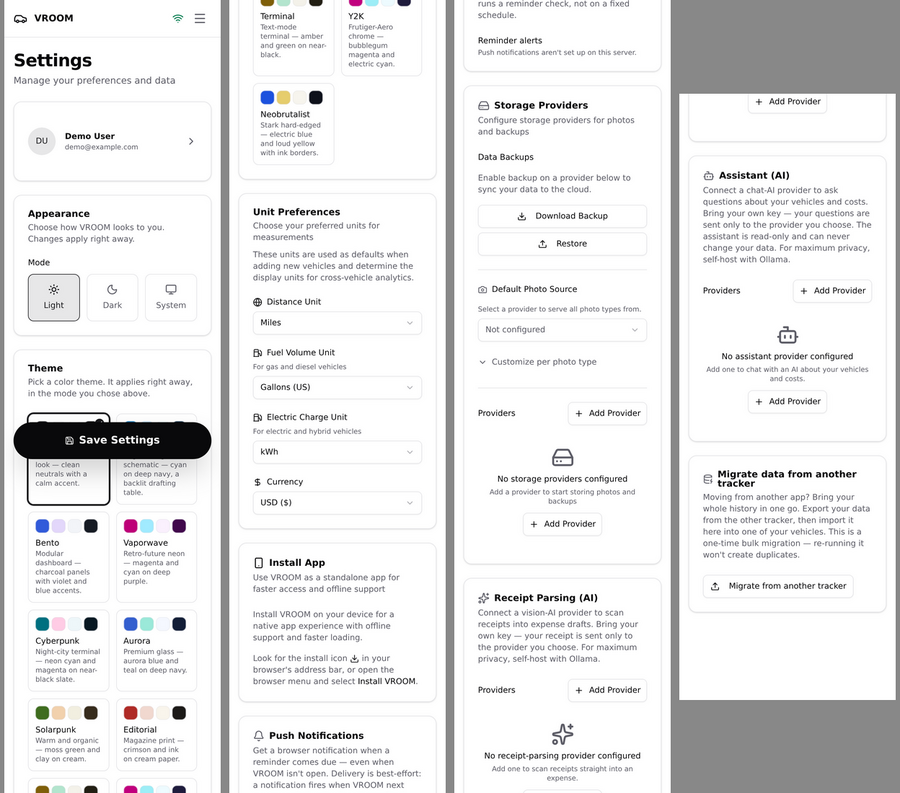 VROOM
Settings
Manage your preferences and data
DU
Demo User
demo@example.com
Appearance
Choose how VROOM looks to you.
Changes apply right away.
Mode
Light
Dark
System
Theme
Pick a color theme. It applies right away,
in the mode you chose above.
Save Settings
look — clean
neutrals with a
calm accent.
schematic — cyan
on deep navy, a
backlit drafting
table.
Bento
Modular
dashboard —
charcoal panels
with violet and
blue accents.
Vaporwave
Retro-future neon
— magenta and
cyan on deep
purple.
Cyberpunk
Night-city terminal
— neon cyan and
magenta on near-
black slate.
Aurora
Premium glass —
aurora blue and
teal on deep navy.
Solarpunk
Warm and organic
— moss green and
clay on cream.
Editorial
Magazine print —
crimson and ink
on cream paper.
Terminal
Text-mode
terminal — amber
and green on near-
black.
Y2K
Frutiger-Aero
chrome —
bubblegum
magenta and
electric cyan.
Neobrutalist
Stark hard-edged
— electric blue
and loud yellow
with ink borders.
Unit Preferences
Choose your preferred units for
measurements
These units are used as defaults when
adding new vehicles and determine the
display units for cross-vehicle analytics.
Distance Unit
Miles
Fuel Volume Unit
For gas and diesel vehicles
Gallons (US)
Electric Charge Unit
For electric and hybrid vehicles
kWh
Currency
USD ($)
Install App
Use VROOM as a standalone app for
faster access and offline support
Install VROOM on your device for a
native app experience with offline
support and faster loading.
Look for the install icon in your
browser's address bar, or open the
browser menu and select Install VROOM.
Push Notifications
Get a browser notification when a
reminder comes due — even when
VROOM isn't open. Delivery is best-effort:
a notification fires when VROOM next
runs a reminder check, not on a fixed
schedule.
Reminder alerts
Push notifications aren't set up on this server.
Storage Providers
Configure storage providers for photos
and backups
Data Backups
Enable backup on a provider below to
sync your data to the cloud.
Download Backup
Restore
Default Photo Source
Select a provider to serve all photo types from.
Not configured
Customize per photo type
Providers
Add Provider
No storage providers configured
Add a provider to start storing photos and
backups
Add Provider
Receipt Parsing (AI)
Connect a vision-AI provider to scan
receipts into expense drafts. Bring your
own key — your receipt is sent only to
the provider you choose. For maximum
privacy, self-host with Ollama.
Providers
Add Provider
No receipt-parsing provider configured
Add one to scan receipts straight into an
expense.
Add Provider
Assistant (AI)
Connect a chat-AI provider to ask
questions about your vehicles and costs.
Bring your own key — your questions are
sent only to the provider you choose. The
assistant is read-only and can never
change your data. For maximum privacy,
self-host with Ollama.
Providers
Add Provider
No assistant provider configured
Add one to chat with an AI about your vehicles
and costs.
Add Provider
Migrate data from another
tracker
Moving from another app? Bring your
whole history in one go. Export your data
from the other tracker, then import it
here into one of your vehicles. This is a
one-time bulk migration — re-running it
won't create duplicates.
Migrate from another tracker